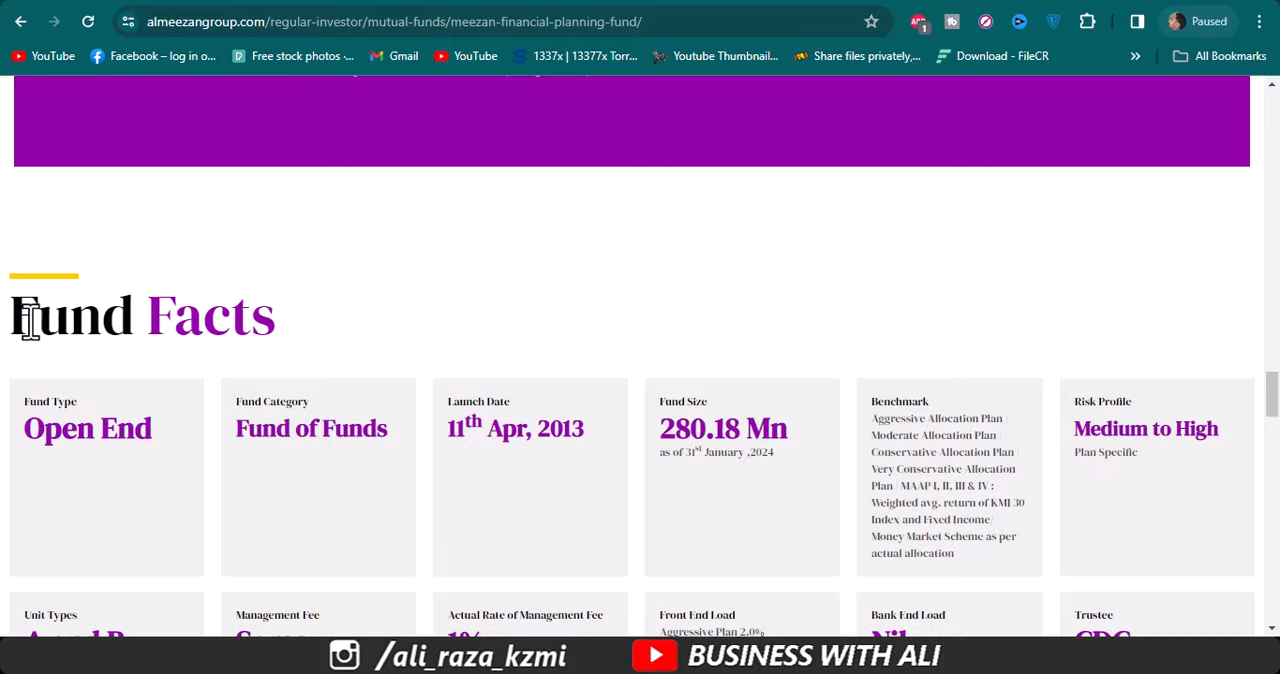 almeezangroup.com/regular-investor/mutual-funds/meezan-financial-planning-fund/
1
Paused
YouTube
Facebook – log in o...
Free stock photos ·...
Gmail
YouTube
1337x | 13377x Torr...
Youtube Thumbnail...
Share files privately,...
Download - FileCR
»
All Bookmarks
Fund Facts
Fund Type
Open End
Fund Category
Fund of Funds
Launch Date
11th Apr, 2013
Fund Size
280.18 Mn
as of 31st January ,2024
Benchmark
Aggressive Allocation Plan |
Moderate Allocation Plan |
Conservative Allocation Plan |
Very Conservative Allocation
Plan | MAAP I, II, III & IV :
Weighted avg. return of KMI 30
Index and Fixed Income/
Money Market Scheme as per
actual allocation
Risk Profile
Medium to High
Plan Specific
Unit Types
Management Fee
Actual Rate of Management Fee
1%
Front End Load
Aggressive Plan 2.0%
Bank End Load
Nil
Trustee
CDC
/ali_raza_kzmi
BUSINESS WITH ALI